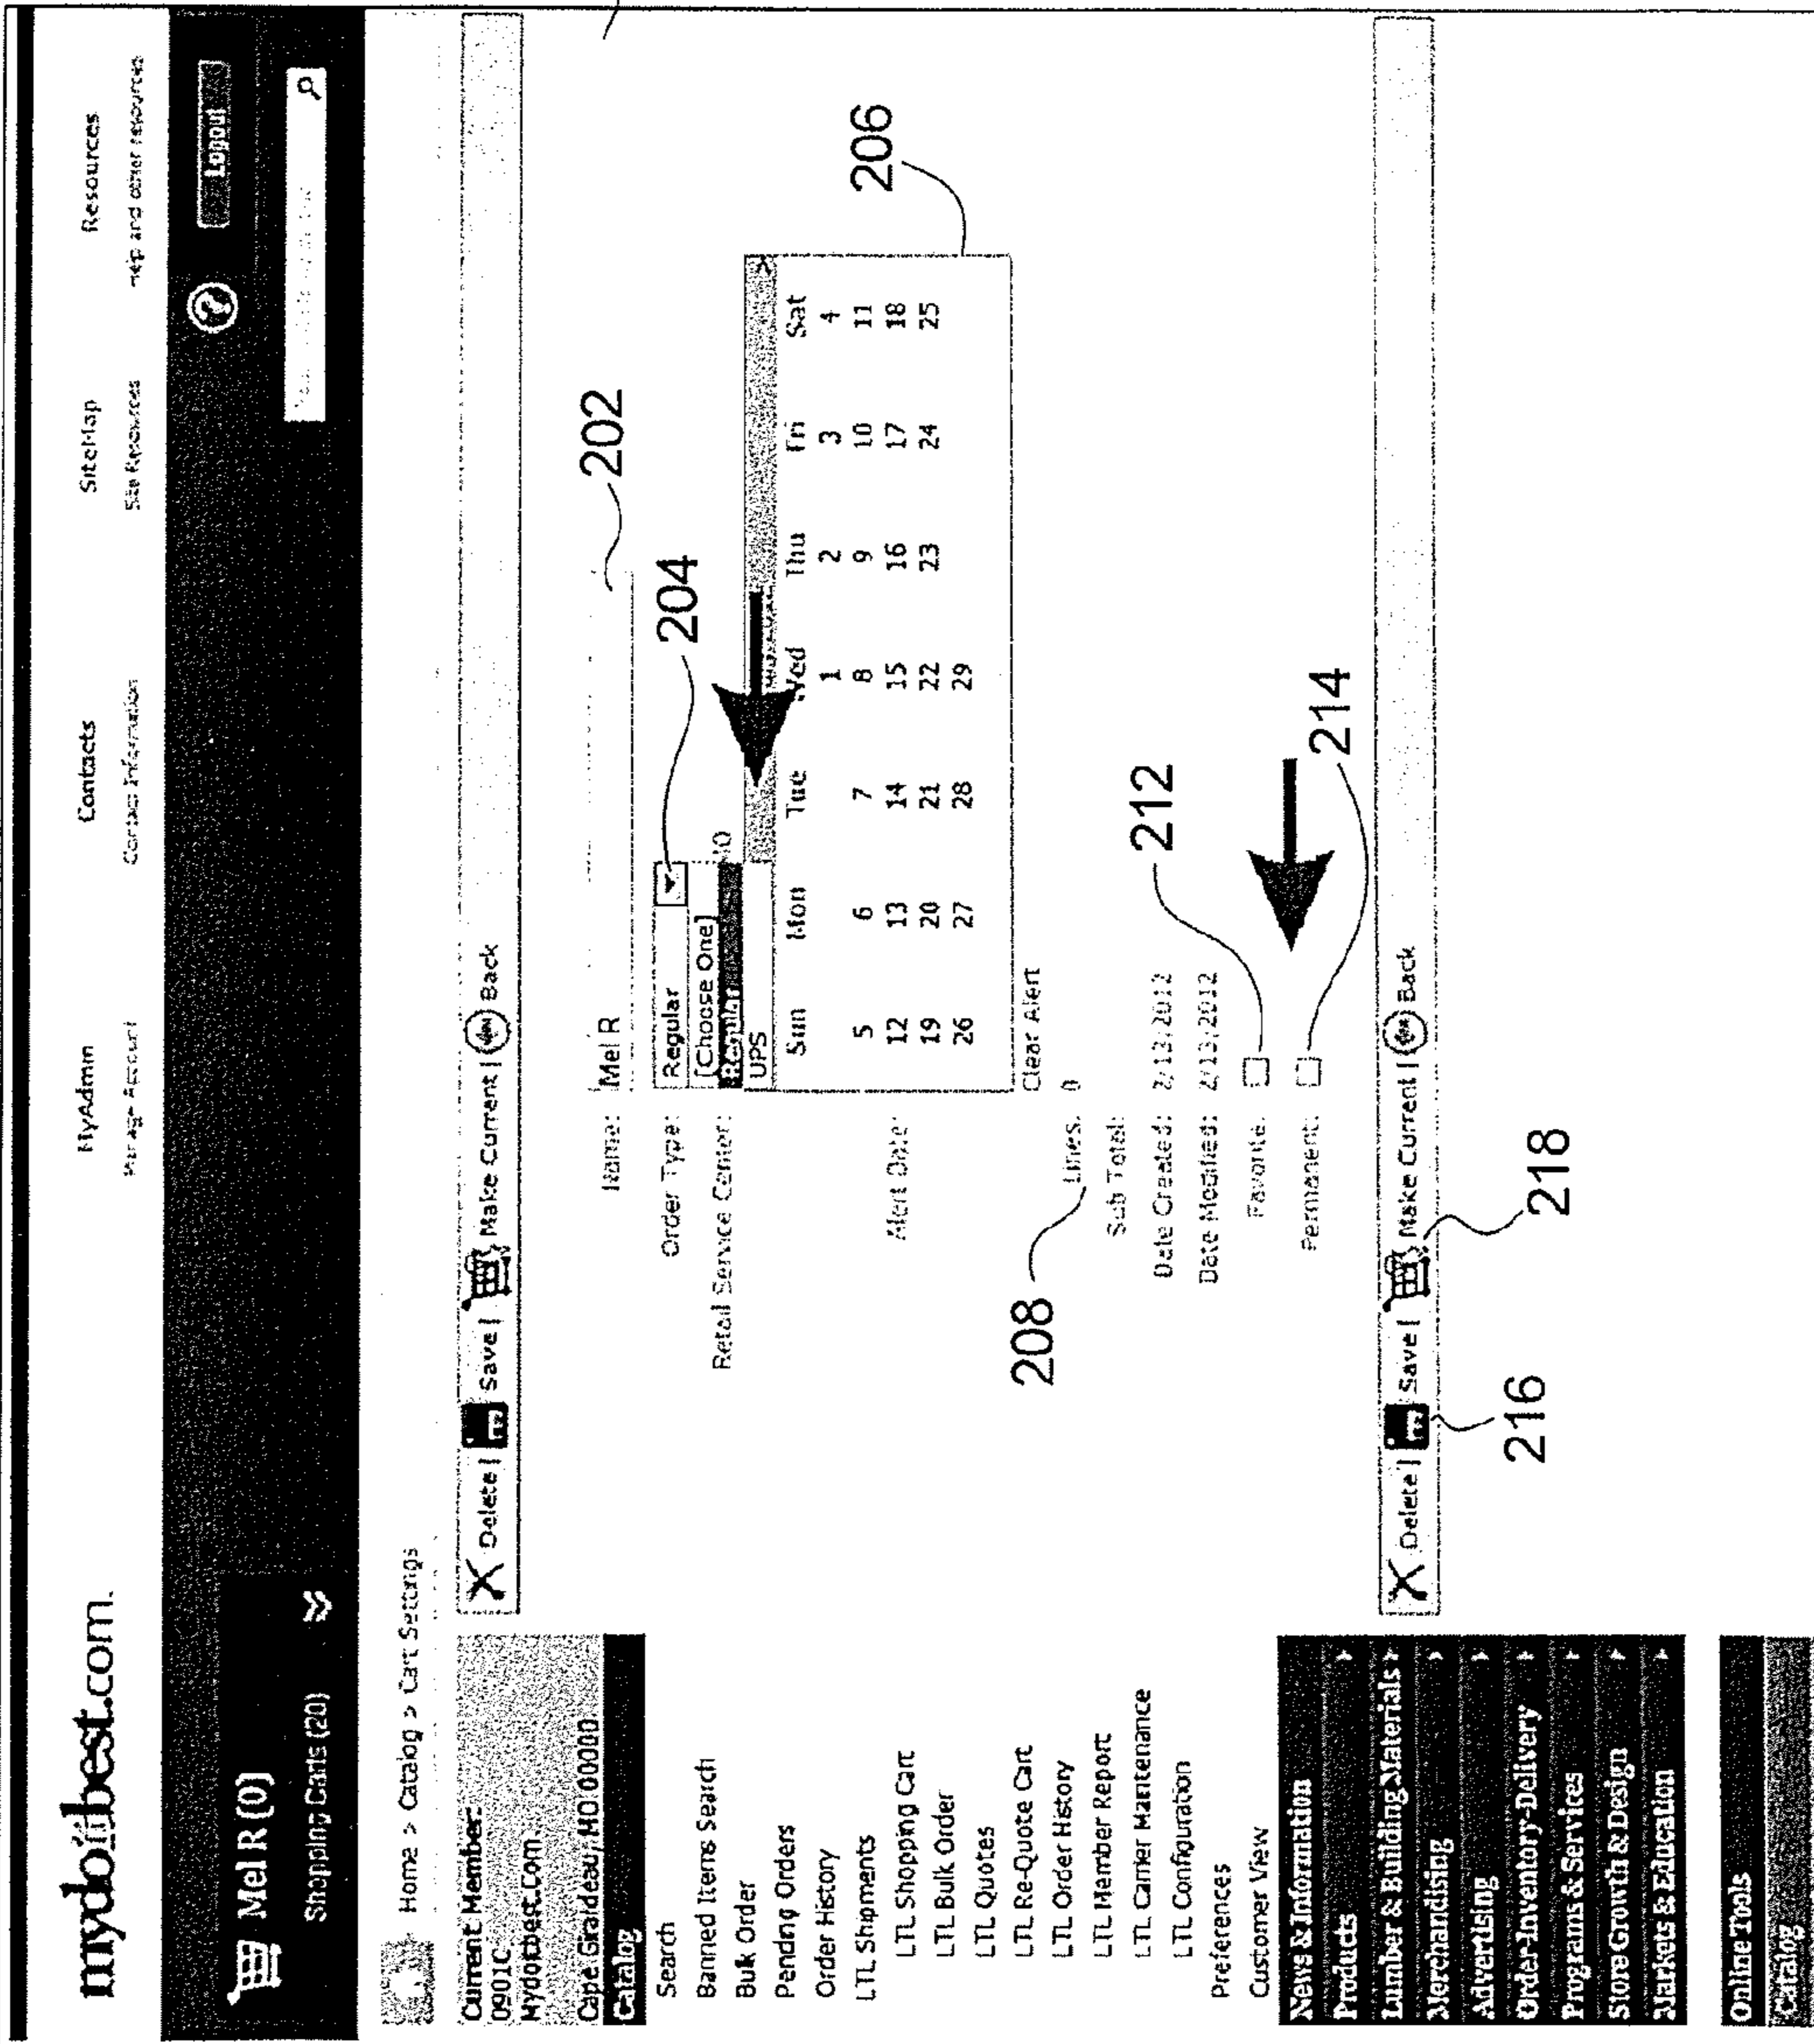 mydoitbest.com.
MyAdmin
Manage Account
Contacts
Contact Information
SiteMap
Site Resources
Resources
Help and other resources
Mel R (0)
Shopping Carts (20)
Logout
Home > Catalog > Cart Settings
Current Member:
0901C
Mydoitbest.Com
Cape Giraldeau, MO 00000
Catalog
Search
Banned Items Search
Bulk Order
Pending Orders
Order History
LTL Shipments
LTL Shopping Cart
LTL Bulk Order
LTL Quotes
LTL Re-Quote Cart
LTL Order History
LTL Member Report
LTL Carrier Maintenance
LTL Configuration
Preferences
Customer View
News & Information
Products
Lumber & Building Materials
Merchandising
Advertising
Order-Inventory-Delivery
Programs & Services
Store Growth & Design
Markets & Education
Online Tools
Catalog
Delete | Save | Make Current | Back
Name: Mel R
202
Order Type: Regular
204
[Choose One]
Retail Service Center: Regular
UPS
206
Sun Mon Tue Wed Thu Fri Sat
1 2 3 4
5 6 7 8 9 10 11
12 13 14 15 16 17 18
19 20 21 22 23 24 25
26 27 28 29
Alert Date:
Clear Alert
208
Lines: 0
Sub Total:
Date Created: 2/13/2012
Date Modified: 2/13/2012
212
Favorite:
Permanent:
214
Delete | Save | Make Current | Back
216
218